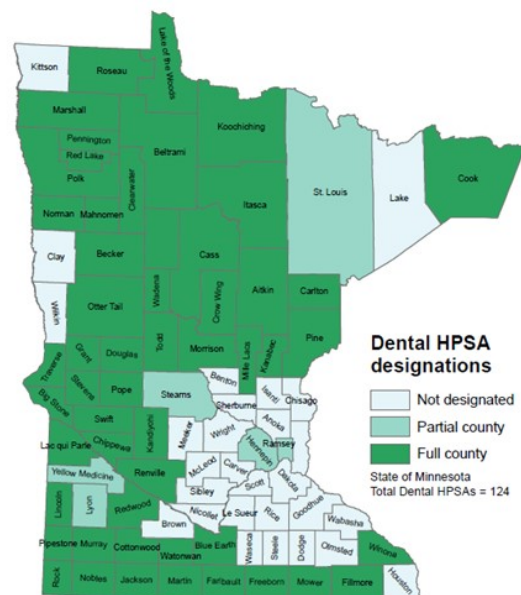 Kittson
Roseau
Lake of the Woods
Marshall
Koochiching
Pennington
Red Lake
Beltrami
St. Louis
Cook
Polk
Clearwater
Lake
Itasca
Norman
Mahnomen
Cass
Clay
Becker
Aitkin
Wadena
Crow Wing
Carlton
Wilkin
Otter Tail
Pine
Todd
Morrison
Mille Lacs
Kanabec
Grant
Douglas
Traverse
Stevens
Pope
Benton
Isanti
Chisago
Big Stone
Stearns
Sherburne
Swift
Anoka
Kandiyohi
Meeker
Wright
Hennepin
Ramsey
Lac qui Parle
Chippewa
McLeod
Carver
Yellow Medicine
Renville
Scott
Dakota
Sibley
Lincoln
Lyon
Redwood
Nicollet
Le Sueur
Rice
Goodhue
Wabasha
Brown
Pipestone
Murray
Cottonwood
Watonwan
Blue Earth
Waseca
Steele
Dodge
Olmsted
Winona
Rock
Nobles
Jackson
Martin
Faribault
Freeborn
Mower
Fillmore
Houston
Dental HPSA
designations
Not designated
Partial county
Full county
State of Minnesota
Total Dental HPSAs = 124